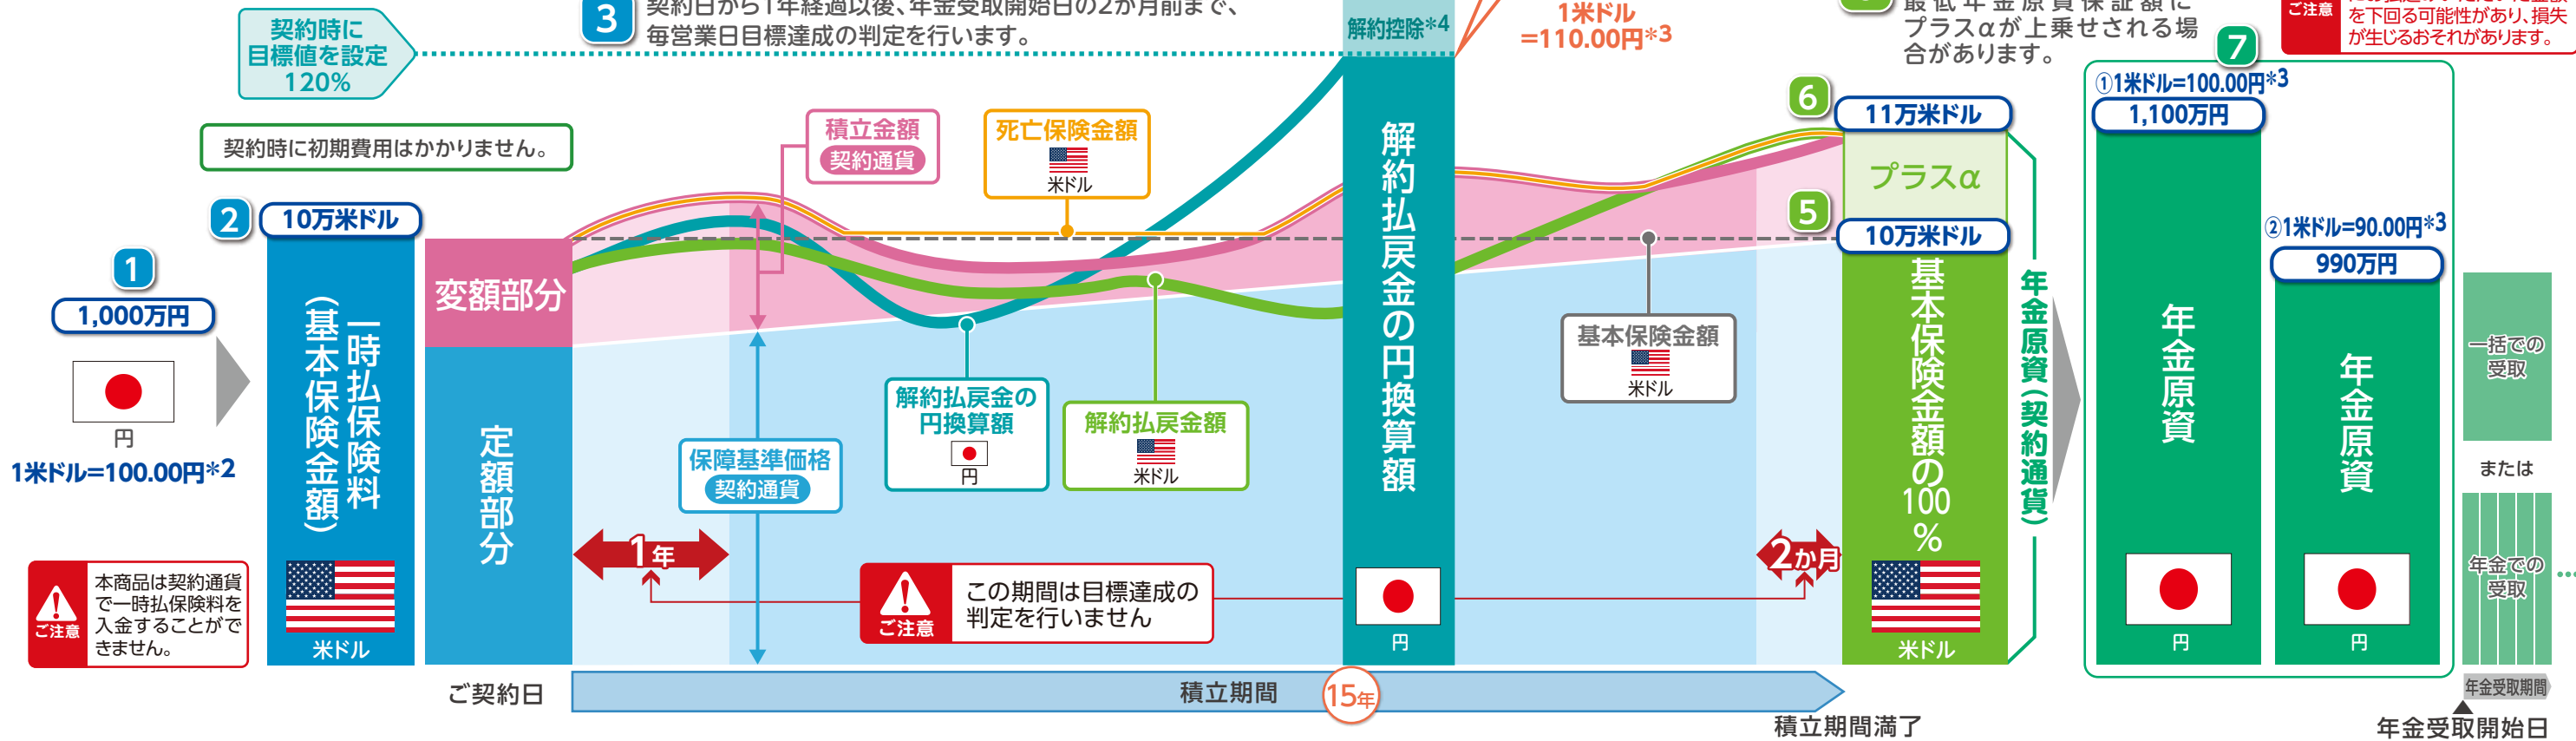 契約時に
目標値を設定
120%
3
契約日から1年経過以後、年金受取開始日の2か月前まで、
毎営業日目標達成の判定を行います。
解約控除*4
1米ドル
=110.00円*3
最低年金原資保証額に
プラスαが上乗せされる場
合があります。
ご注意
を下回る可能性があり、損失
が生じるおそれがあります。
契約時に初期費用はかかりません。
1
1,000万円
円
1米ドル=100.00円*2
2
10万米ドル
一時払保険料
(基本保険金額)
米ドル
ご注意
本商品は契約通貨
で一時払保険料を
入金することがで
きません。
変額部分
定額部分
積立金額
契約通貨
死亡保険金額
米ドル
解約払戻金の
円換算額
円
解約払戻金額
米ドル
保障基準価格
契約通貨
1年
ご注意
この期間は目標達成の
判定を行いません
解約払戻金の円換算額
円
基本保険金額
米ドル
2か月
6
11万米ドル
プラスα
5
10万米ドル
基本保険金額の100%
米ドル
年金原資(契約通貨)
7
①1米ドル=100.00円*3
1,100万円
年金原資
円
②1米ドル=90.00円*3
990万円
年金原資
円
一括での
受取
または
年金での
受取
年金受取期間
ご契約日
積立期間
15年
積立期間満了
年金受取開始日